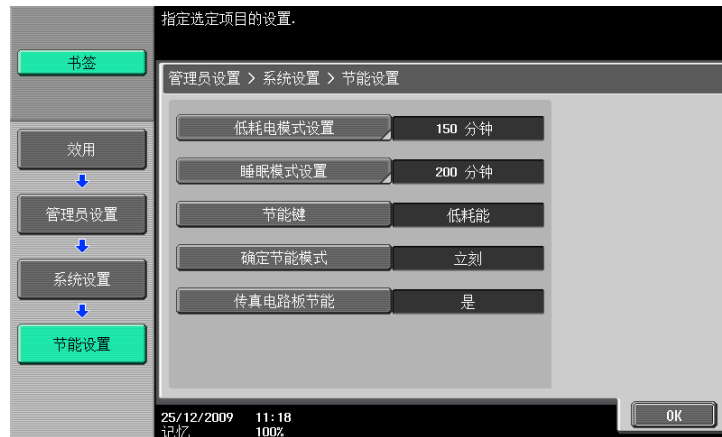 指定选定项目的设置.
书签
管理员设置 > 系统设置 > 节能设置
低耗电模式设置 150 分钟
效用
睡眠模式设置 200 分钟
管理员设置
节能键 低耗能
确定节能模式 立刻
系统设置
传真电路板节能 是
节能设置
25/12/2009 11:18
记忆 100%
OK